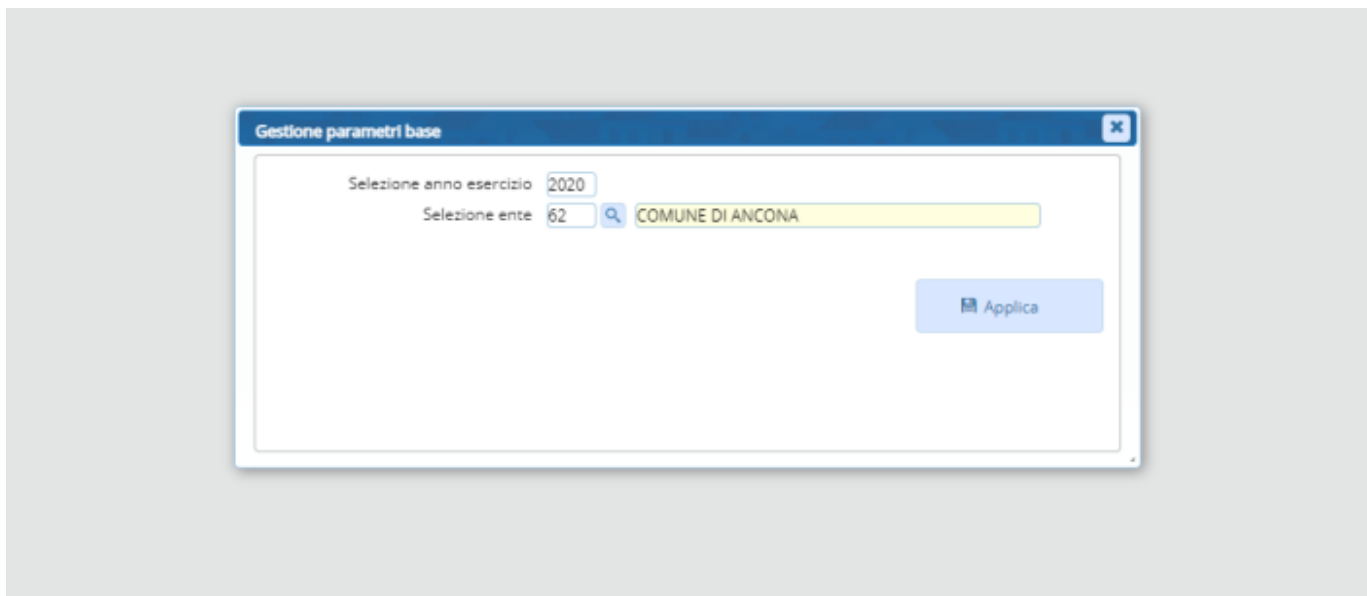 Gestione parametri base
Selezione anno esercizio 2020
Selezione ente 62 COMUNE DI ANCONA
Applica